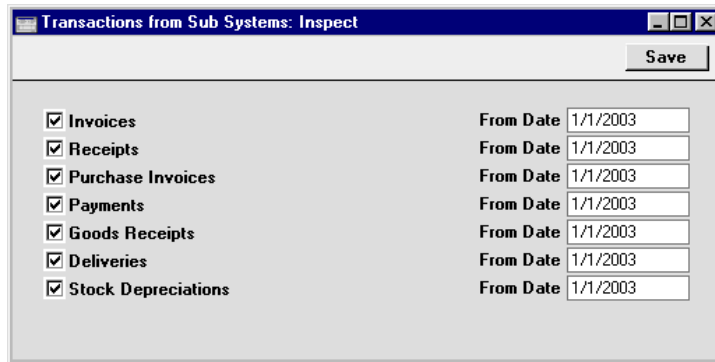 Transactions from Sub Systems: Inspect
Save
Invoices From Date 1/1/2003
Receipts From Date 1/1/2003
Purchase Invoices From Date 1/1/2003
Payments From Date 1/1/2003
Goods Receipts From Date 1/1/2003
Deliveries From Date 1/1/2003
Stock Depreciations From Date 1/1/2003